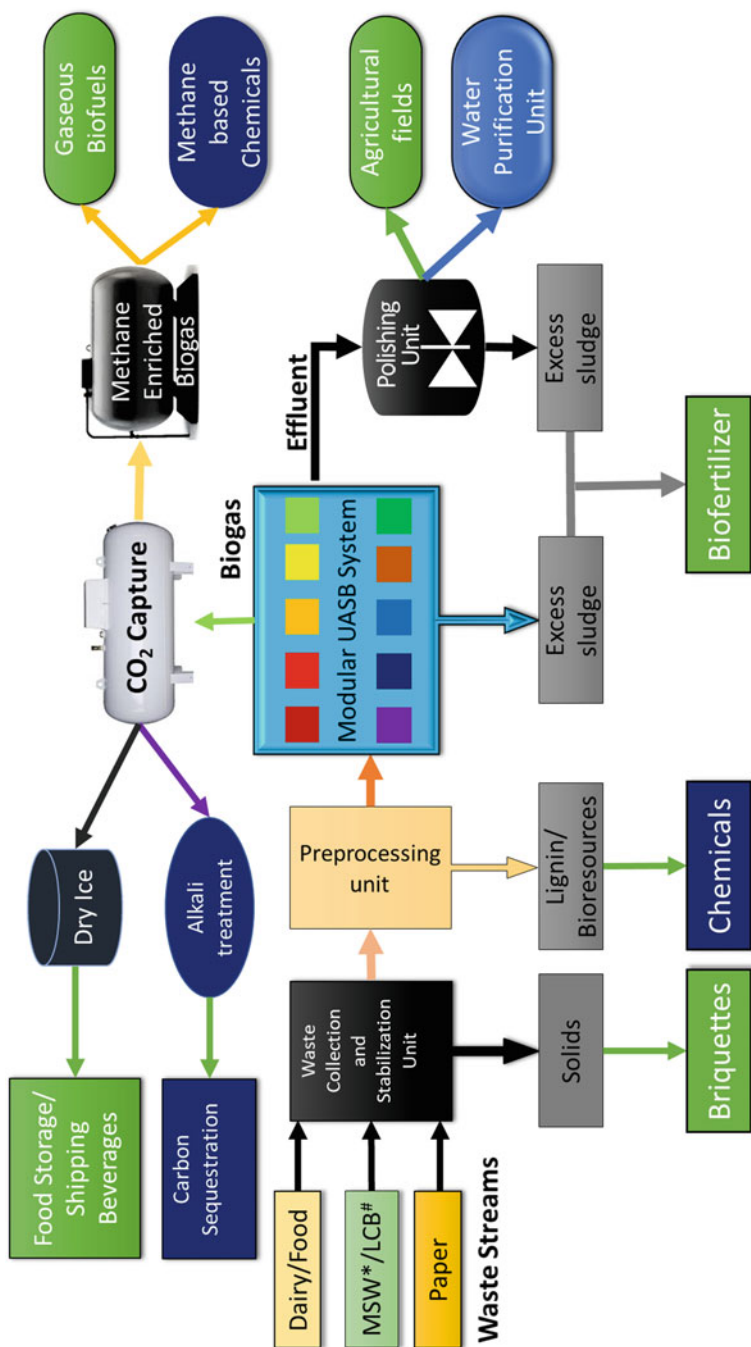 Food Storage/
Shipping
Beverages
Dry Ice
CO2 Capture
Methane
Enriched
Biogas
Gaseous
Biofuels
Methane
based
Chemicals
Carbon
Sequestration
Alkali
treatment
Biogas
Effluent
Dairy/Food
MSW*/LCB#
Paper
Waste Streams
Waste
Collection
and
Stabilization
Unit
Preprocessing
unit
Modular UASB System
Polishing
Unit
Agricultural
fields
Water
Purification
Unit
Solids
Lignin/
Bioresources
Excess
sludge
Excess
sludge
Briquettes
Chemicals
Biofertilizer